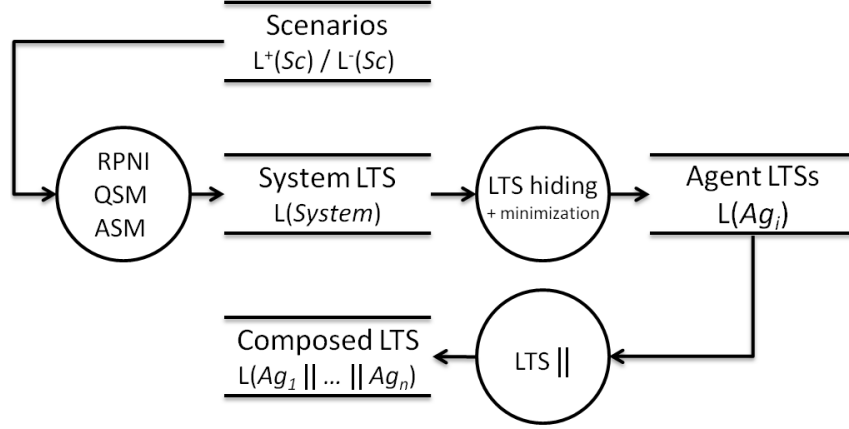 Scenarios
L⁺(Sc) / L⁻(Sc)
RPNI
QSM
ASM
System LTS
L(System)
LTS hiding
+ minimization
Agent LTSs
L(Agᵢ)
Composed LTS
L(Ag₁ || ... || Agₙ)
LTS ||